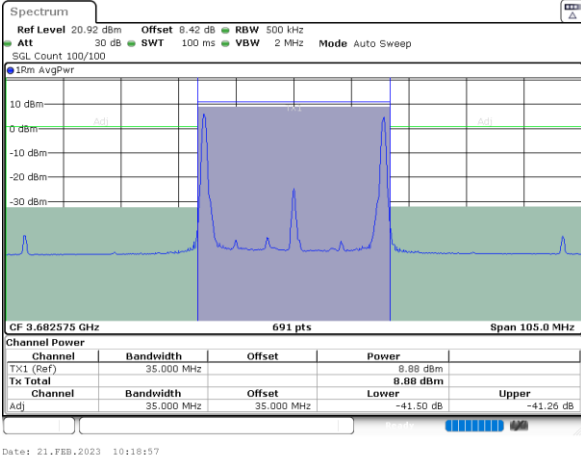 Spectrum
Ref Level 20.92 dBm Offset 8.42 dB RBW 500 kHz
Att 30 dB SWT 100 ms VBW 2 MHz Mode Auto Sweep
SGL Count 100/100
1Rm AvgPwr
10 dBm
Adj Adj
0 dBm
-10 dBm
-20 dBm
-30 dBm
CF 3.682575 GHz 691 pts Span 105.0 MHz
Channel Power
Channel Bandwidth Offset Power
TX1 (Ref) 35.000 MHz 8.88 dBm
Tx Total 8.88 dBm
Channel Bandwidth Offset Lower Upper
Adj 35.000 MHz 35.000 MHz -41.50 dB -41.26 dB
Ready
Date: 21.FEB.2023 10:18:57